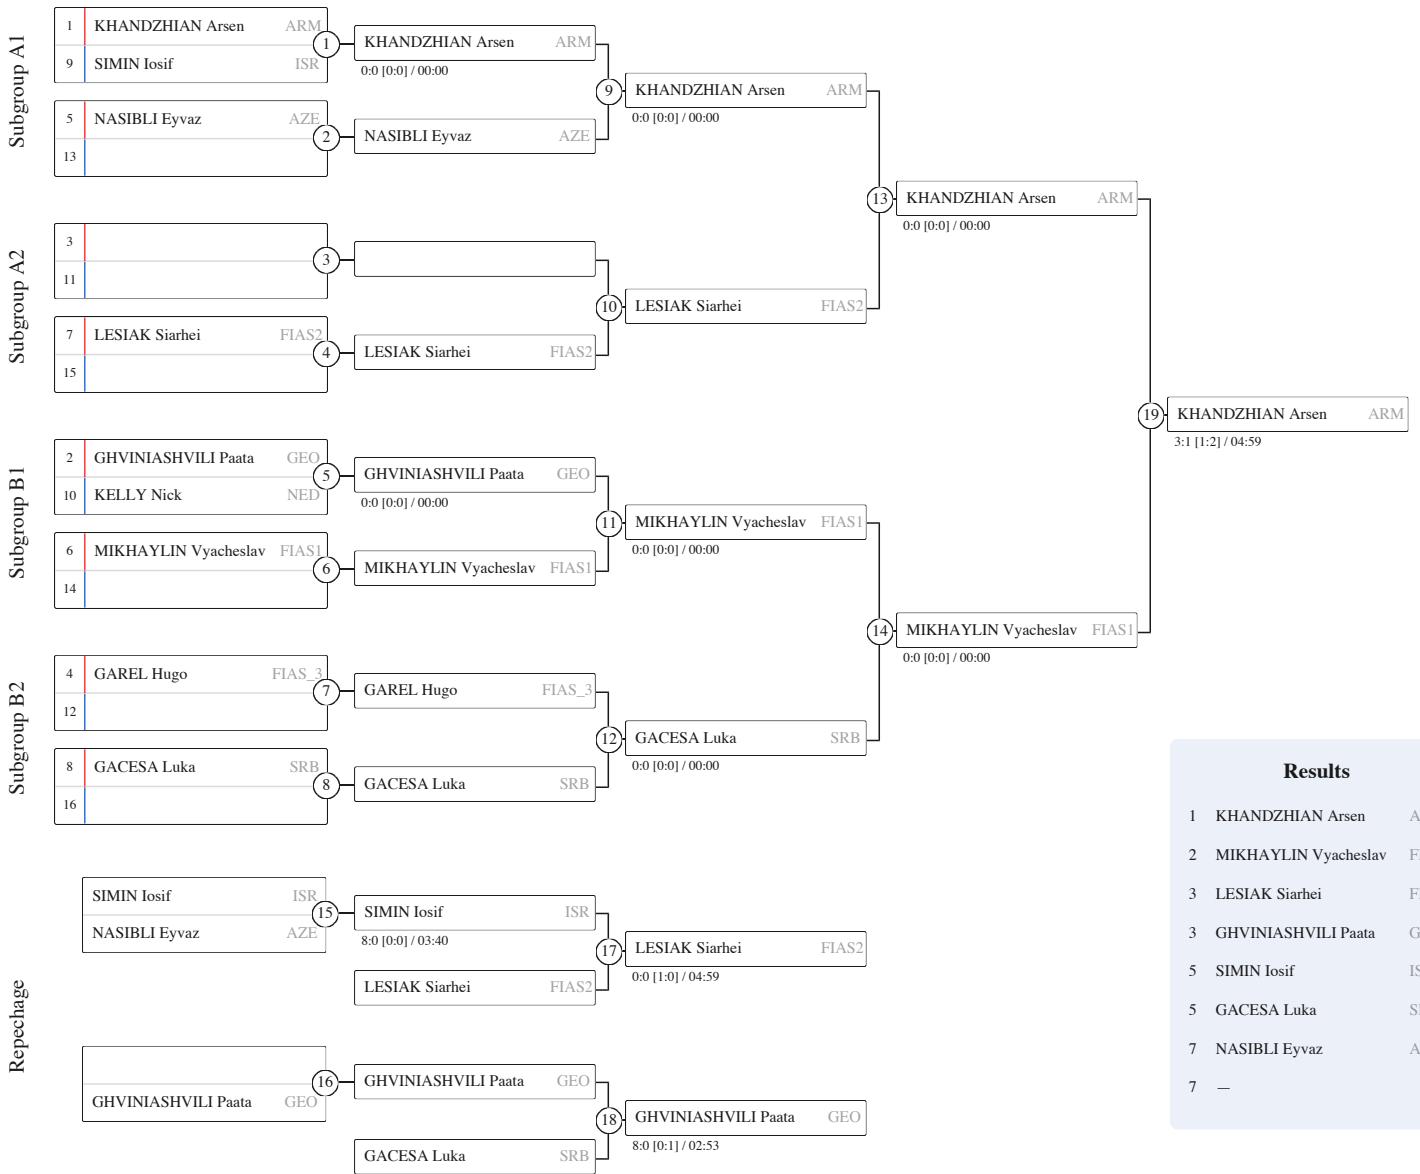 Subgroup A1
1 KHANDZHIAN Arsen ARM
9 SIMIN Iosif ISR
1
KHANDZHIAN Arsen ARM
0:0 [0:0] / 00:00
5 NASIBLI Eyvaz AZE
13
2
NASIBLI Eyvaz AZE
9
KHANDZHIAN Arsen ARM
0:0 [0:0] / 00:00
Subgroup A2
3
11
3
7 LESIAK Siarhei FIAS2
15
4
LESIAK Siarhei FIAS2
10
LESIAK Siarhei FIAS2
13
KHANDZHIAN Arsen ARM
0:0 [0:0] / 00:00
Subgroup B1
2 GHVINIASHVILI Paata GEO
10 KELLY Nick NED
5
GHVINIASHVILI Paata GEO
0:0 [0:0] / 00:00
6 MIKHAYLIN Vyacheslav FIAS1
14
6
MIKHAYLIN Vyacheslav FIAS1
11
MIKHAYLIN Vyacheslav FIAS1
0:0 [0:0] / 00:00
Subgroup B2
4 GAREL Hugo FIAS_3
12
7
GAREL Hugo FIAS_3
8 GACESA Luka SRB
16
8
GACESA Luka SRB
12
GACESA Luka SRB
0:0 [0:0] / 00:00
14
MIKHAYLIN Vyacheslav FIAS1
0:0 [0:0] / 00:00
19
KHANDZHIAN Arsen ARM
3:1 [1:2] / 04:59
Repechage
SIMIN Iosif ISR
NASIBLI Eyvaz AZE
15
SIMIN Iosif ISR
8:0 [0:0] / 03:40
LESIAK Siarhei FIAS2
17
LESIAK Siarhei FIAS2
0:0 [1:0] / 04:59
GHVINIASHVILI Paata GEO
16
GHVINIASHVILI Paata GEO
GACESA Luka SRB
18
GHVINIASHVILI Paata GEO
8:0 [0:1] / 02:53
Results
1 KHANDZHIAN Arsen
2 MIKHAYLIN Vyacheslav
3 LESIAK Siarhei
3 GHVINIASHVILI Paata
5 SIMIN Iosif
5 GACESA Luka
7 NASIBLI Eyvaz
7 —